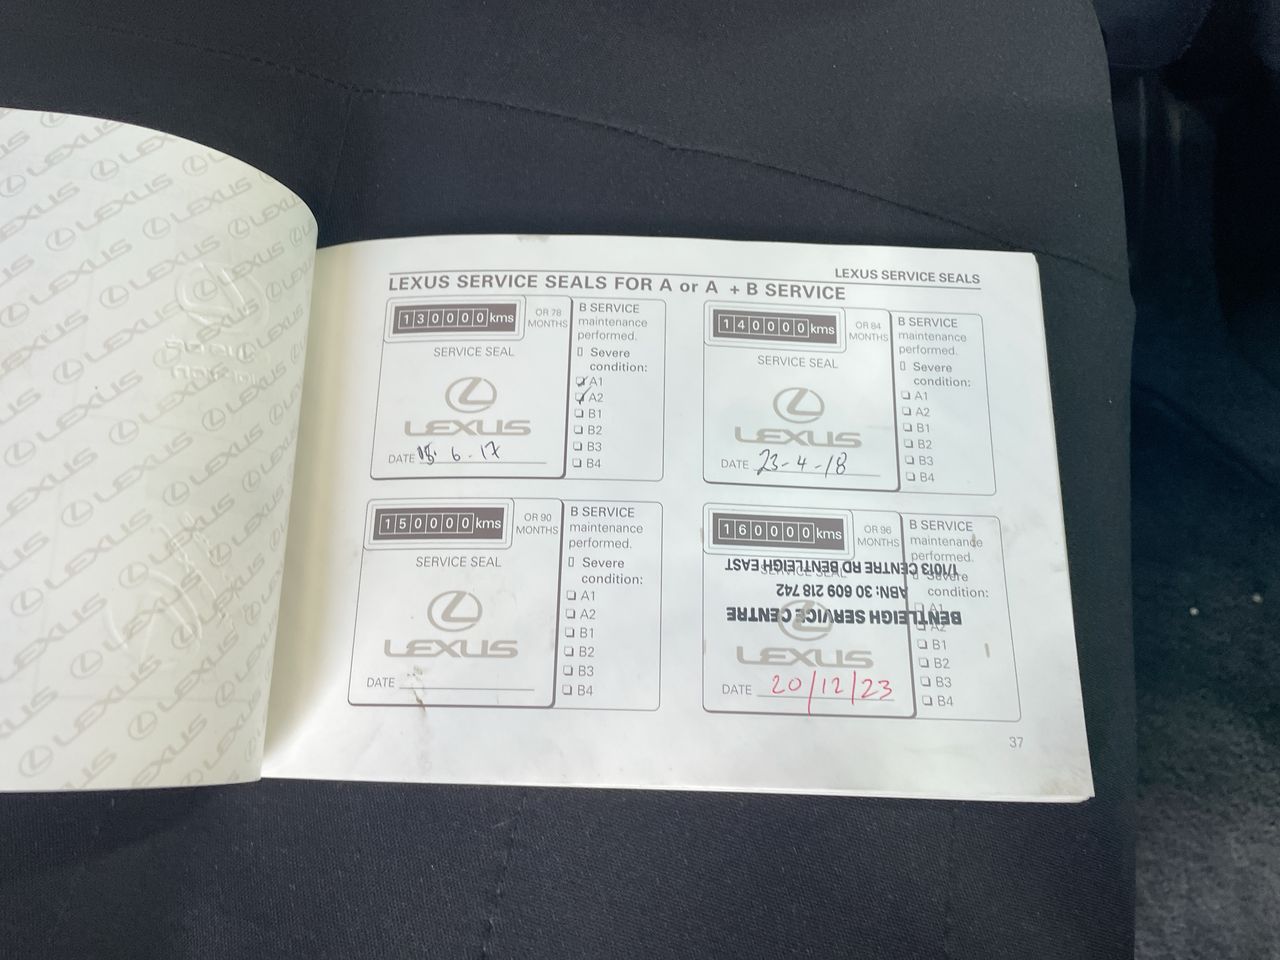 LEXUS SERVICE SEALS
LEXUS SERVICE SEALS FOR A or A + B SERVICE
130000 kms
OR 78
MONTHS
SERVICE SEAL
LEXUS
DATE 6-17
B SERVICE
maintenance
performed.
Severe
condition:
A1
A2
B1
B2
B3
B4
140000 kms
OR 84
MONTHS
SERVICE SEAL
LEXUS
DATE 23-4-18
B SERVICE
maintenance
performed.
Severe
condition:
A1
A2
B1
B2
B3
B4
150000 kms
OR 90
MONTHS
SERVICE SEAL
LEXUS
DATE
B SERVICE
maintenance
performed.
Severe
condition:
A1
A2
B1
B2
B3
B4
160000 kms
OR 96
MONTHS
SERVICE SEAL
BENTLEIGH SERVICE CENTRE
ABN: 30 609 218 742
1/1013 CENTRE RD BENTLEIGH EAST
LEXUS
DATE 20/12/23
B SERVICE
maintenance
performed.
Severe
condition:
A1
A2
B1
B2
B3
B4
37
LEXUS